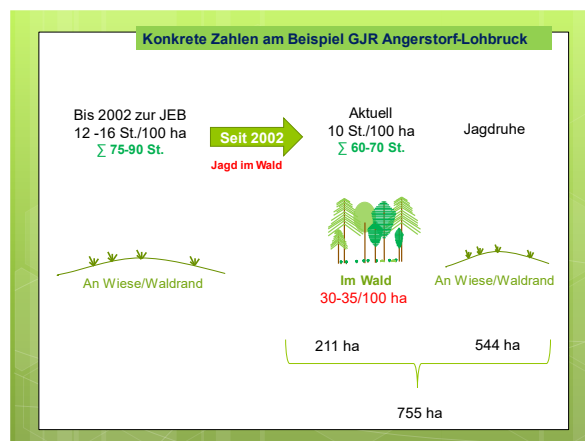 Konkrete Zahlen am Beispiel GJR Angerstorf-Lohbruck
Bis 2002 zur JEB
12 -16 St./100 ha
∑ 75-90 St.
Seit 2002
Jagd im Wald
Aktuell
10 St./100 ha
∑ 60-70 St.
Jagdruhe
An Wiese/Waldrand
Im Wald
30-35/100 ha
An Wiese/Waldrand
211 ha
544 ha
755 ha